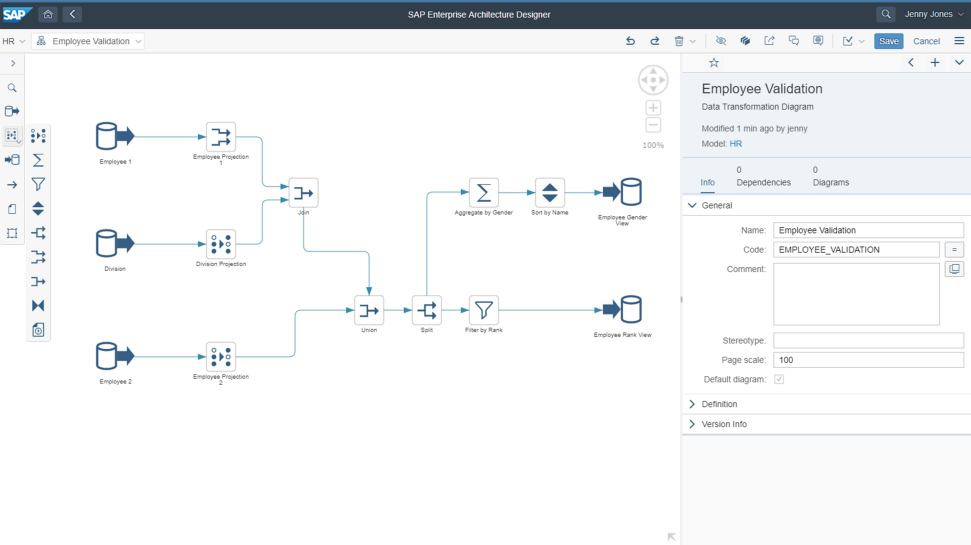 SAP
SAP Enterprise Architecture Designer
Jenny Jones
HR
Employee Validation
Save
Cancel
Employee Validation
Data Transformation Diagram
Modified 1 min ago by jenny
Model: HR
0
0
Info
Dependencies
Diagrams
General
Name:
Employee Validation
Code:
EMPLOYEE_VALIDATION
=
Comment:
Stereotype:
Page scale:
100
Default diagram:
Definition
Version Info
100%
Employee 1
Employee Projection
1
Join
Aggregate by Gender
Sort by Name
Employee Gender
View
Division
Division Projection
Union
Split
Filter by Rank
Employee Rank View
Employee 2
Employee Projection
2